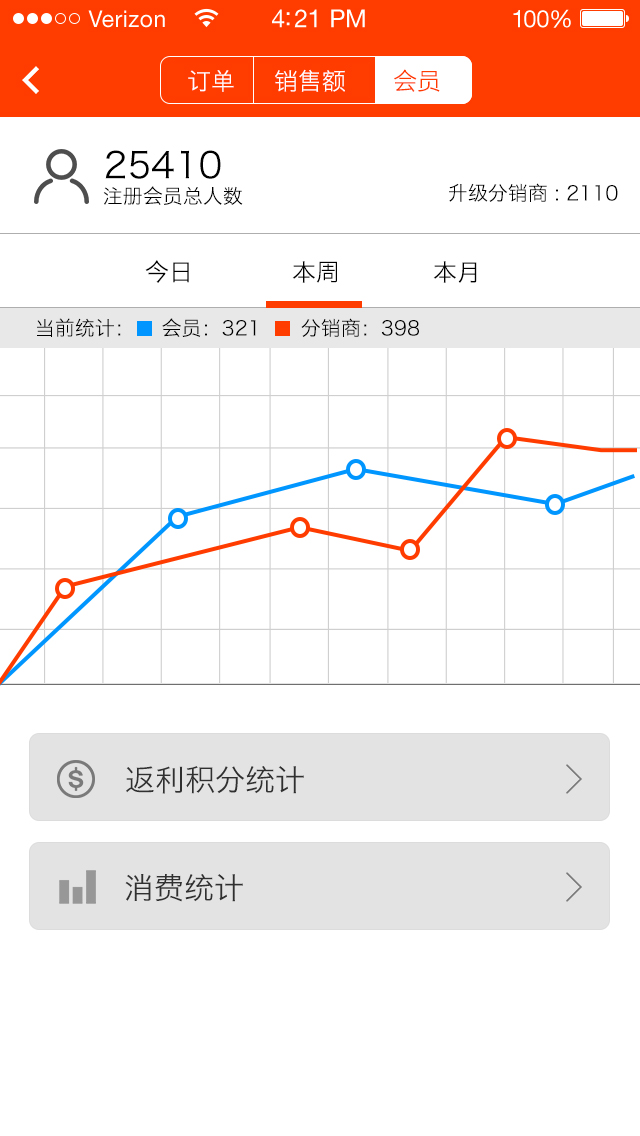 Verizon 4:21 PM 100%
订单 销售额 会员
25410
注册会员总人数 升级分销商：2110
今日 本周 本月
当前统计： 会员：321 分销商：398
返利积分统计
消费统计